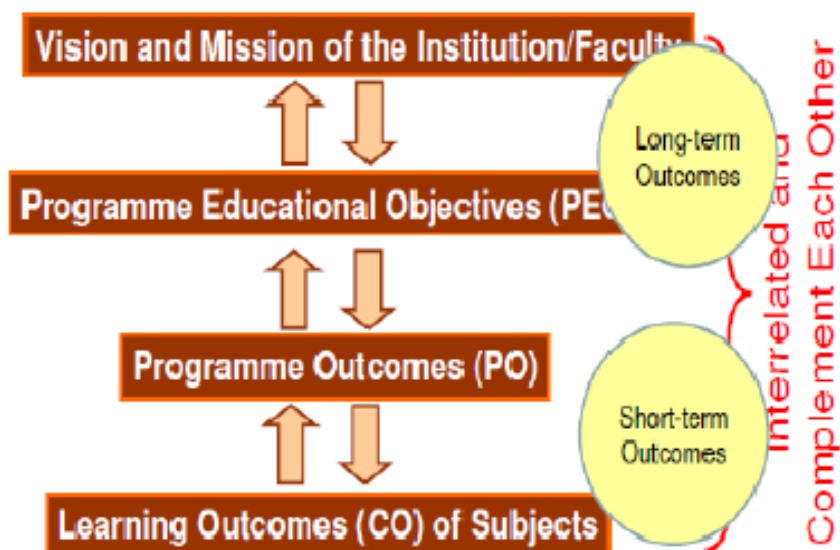 Vision and Mission of the Institution/Faculty
Long-term
Outcomes
Programme Educational Objectives (PEO
Programme Outcomes (PO)
Short-term
Outcomes
Learning Outcomes (CO) of Subjects
Interrelated and
Complement Each Other